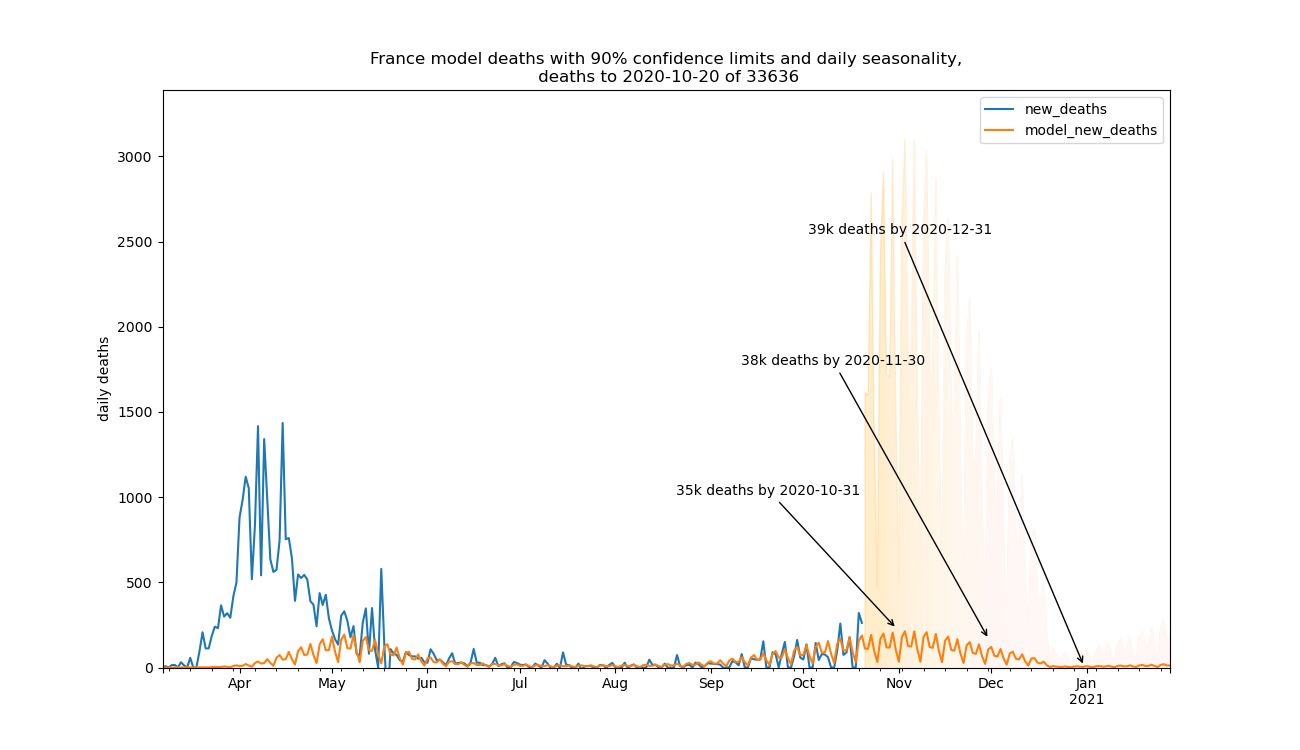 France model deaths with 90% confidence limits and daily seasonality,
deaths to 2020-10-20 of 33636
new_deaths
model_new_deaths
3000
2500
2000
1500
1000
500
0
daily deaths
39k deaths by 2020-12-31
38k deaths by 2020-11-30
35k deaths by 2020-10-31
Apr May Jun Jul Aug Sep Oct Nov Dec Jan
2021